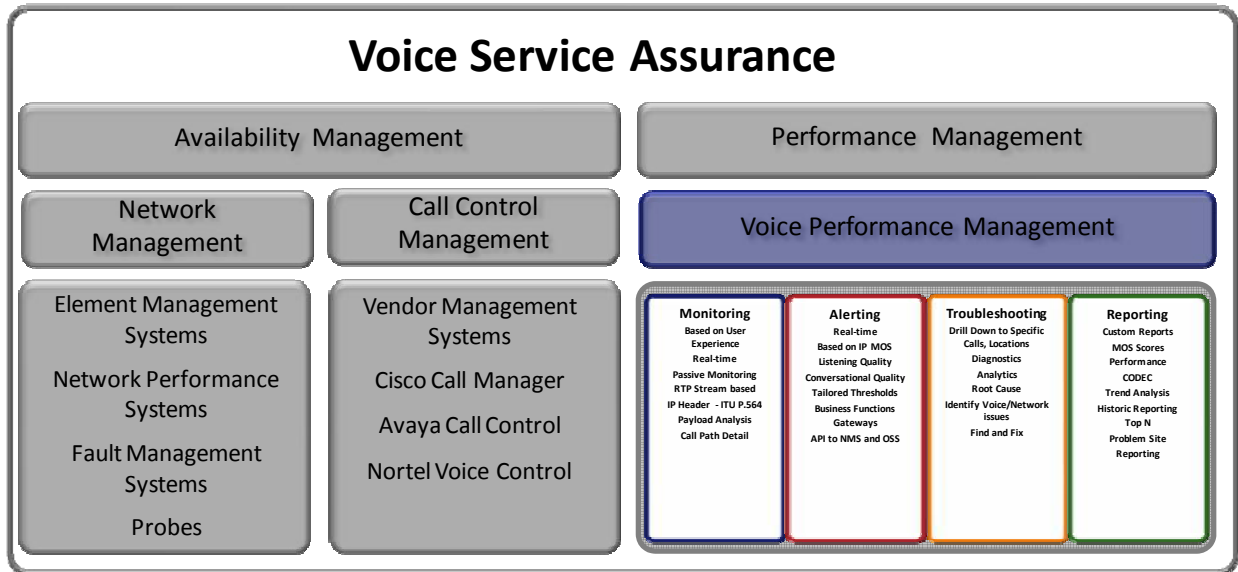 Voice Service Assurance
Availability Management
Performance Management
Network
Management
Call Control
Management
Voice Performance Management
Element Management
Systems
Network Performance
Systems
Fault Management
Systems
Probes
Vendor Management
Systems
Cisco Call Manager
Avaya Call Control
Nortel Voice Control
Monitoring
Based on User
Experience
Real-time
Passive Monitoring
RTP Stream based
IP Header - ITU P.564
Payload Analysis
Call Path Detail
Alerting
Real-time
Based on IP MOS
Listening Quality
Conversational Quality
Tailored Thresholds
Business Functions
Gateways
API to NMS and OSS
Troubleshooting
Drill Down to Specific
Calls, Locations
Diagnostics
Analytics
Root Cause
Identify Voice/Network
issues
Find and Fix
Reporting
Custom Reports
MOS Scores
Performance
CODEC
Trend Analysis
Historic Reporting
Top N
Problem Site
Reporting